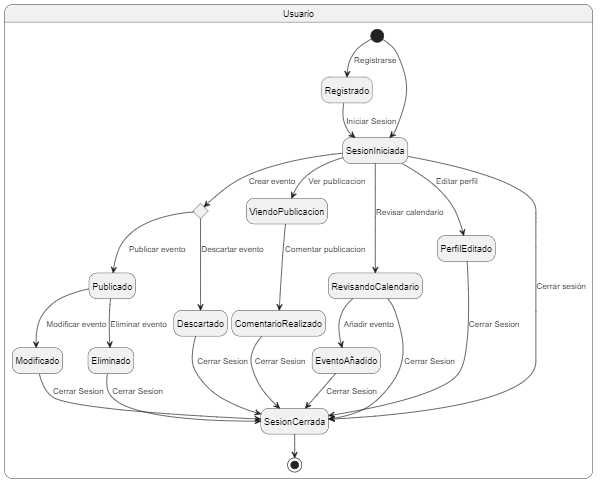 Usuario
Registrarse
Registrado
Iniciar Sesion
SesionIniciada
Crear evento
Ver publicacion
Editar perfil
ViendoPublicacion
Revisar calendario
Publicar evento
Descartar evento
Comentar publicacion
PerfilEditado
Publicado
RevisandoCalendario
Cerrar sesión
Modificar evento
Eliminar evento
Descartado
ComentarioRealizado
Añadir evento
Cerrar Sesion
Modificado
Eliminado
Cerrar Sesion
Cerrar Sesion
EventoAñadido
Cerrar Sesion
Cerrar Sesion
Cerrar Sesion
Cerrar Sesion
SesionCerrada